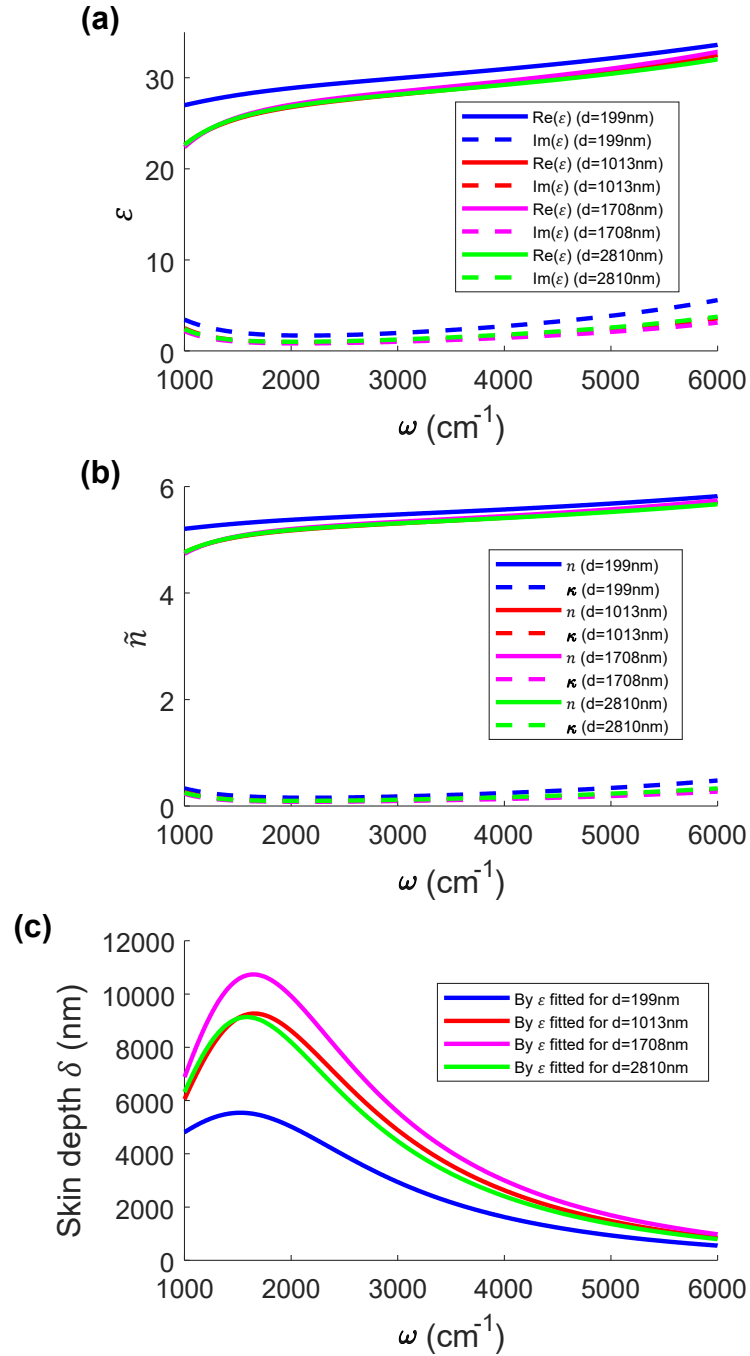 (a)
ε
30
20
10
0
1000 2000 3000 4000 5000 6000
ω (cm⁻¹)
Re(ε) (d=199nm)
Im(ε) (d=199nm)
Re(ε) (d=1013nm)
Im(ε) (d=1013nm)
Re(ε) (d=1708nm)
Im(ε) (d=1708nm)
Re(ε) (d=2810nm)
Im(ε) (d=2810nm)
(b)
ñ
6
4
2
0
1000 2000 3000 4000 5000 6000
ω (cm⁻¹)
n (d=199nm)
κ (d=199nm)
n (d=1013nm)
κ (d=1013nm)
n (d=1708nm)
κ (d=1708nm)
n (d=2810nm)
κ (d=2810nm)
(c)
Skin depth δ (nm)
12000
10000
8000
6000
4000
2000
0
1000 2000 3000 4000 5000 6000
ω (cm⁻¹)
By ε fitted for d=199nm
By ε fitted for d=1013nm
By ε fitted for d=1708nm
By ε fitted for d=2810nm